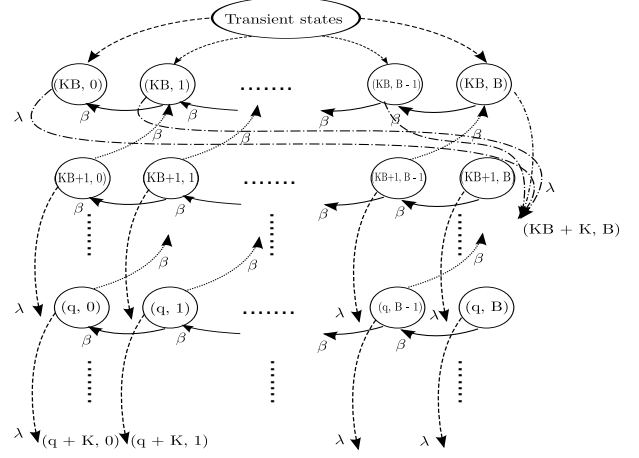 Transient states
(KB, 0) (KB, 1) ....... (KB, B - 1) (KB, B)
λ β β β β
β β λ
(KB+1, 0) (KB+1, 1 ....... (KB+1, B - 1) (KB+1, B)
β β β β
(KB + K, B)
β β β
λ (q, 0) (q, 1) ....... λ (q, B - 1) λ (q, B)
β β β β
λ (q + K, 0) λ (q + K, 1) λ λ